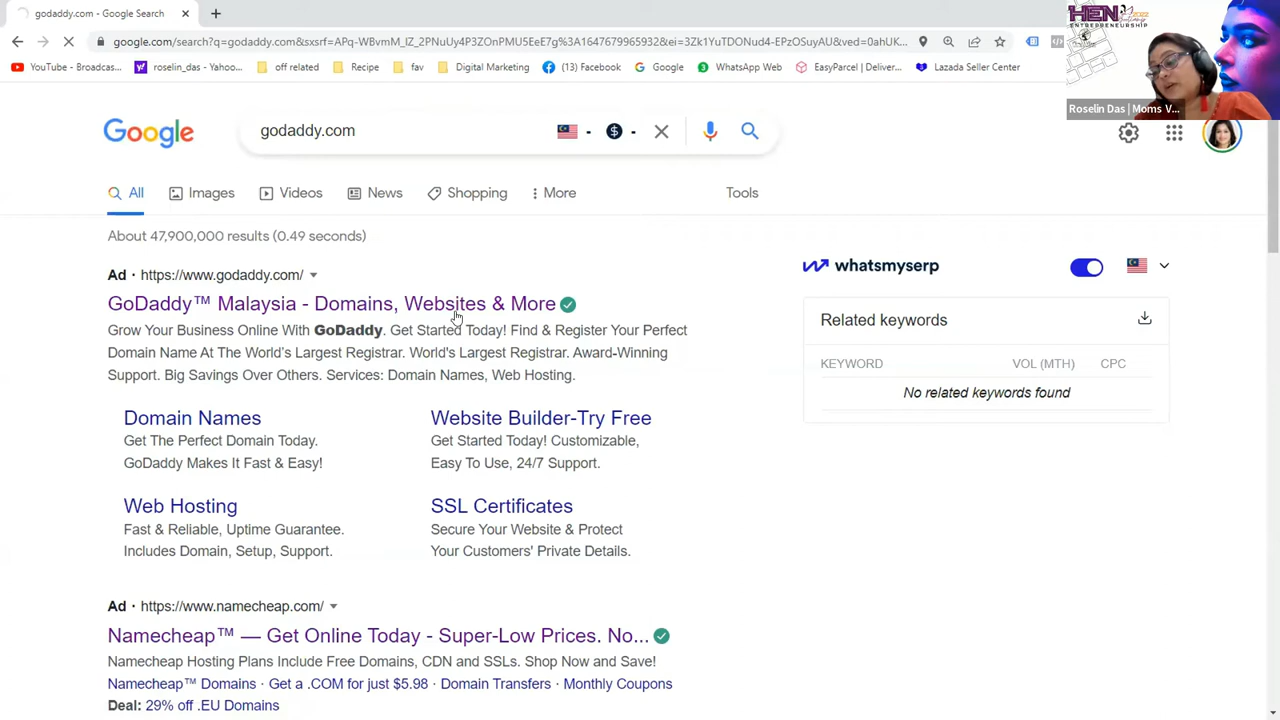 godaddy.com - Google Search
google.com/search?q=godaddy.com&sxsrf=
YouTube - Broadcas...
roselin_das - Yahoo...
off related
Recipe
fav
Digital Marketing
(13) Facebook
Google
WhatsApp Web
EasyParcel | Deliver...
Lazada Seller Center
HEN
ENTREPRENEURSHIP
Roselin Das | Moms V...
Google
godaddy.com
All
Images
Videos
News
Shopping
More
Tools
About 47,900,000 results (0.49 seconds)
Ad · https://www.godaddy.com/
GoDaddy™ Malaysia - Domains, Websites & More
Grow Your Business Online With GoDaddy. Get Started Today! Find & Register Your Perfect
Domain Name At The World's Largest Registrar. World's Largest Registrar. Award-Winning
Support. Big Savings Over Others. Services: Domain Names, Web Hosting.
Domain Names
Get The Perfect Domain Today.
GoDaddy Makes It Fast & Easy!
Website Builder-Try Free
Get Started Today! Customizable,
Easy To Use, 24/7 Support.
Web Hosting
Fast & Reliable, Uptime Guarantee.
Includes Domain, Setup, Support.
SSL Certificates
Secure Your Website & Protect
Your Customers' Private Details.
Ad · https://www.namecheap.com/
Namecheap™ — Get Online Today - Super-Low Prices. No...
Namecheap Hosting Plans Include Free Domains, CDN and SSLs. Shop Now and Save!
Namecheap™ Domains · Get a .COM for just $5.98 · Domain Transfers · Monthly Coupons
Deal: 29% off .EU Domains
whatsmyserp
Related keywords
KEYWORD VOL (MTH) CPC
No related keywords found